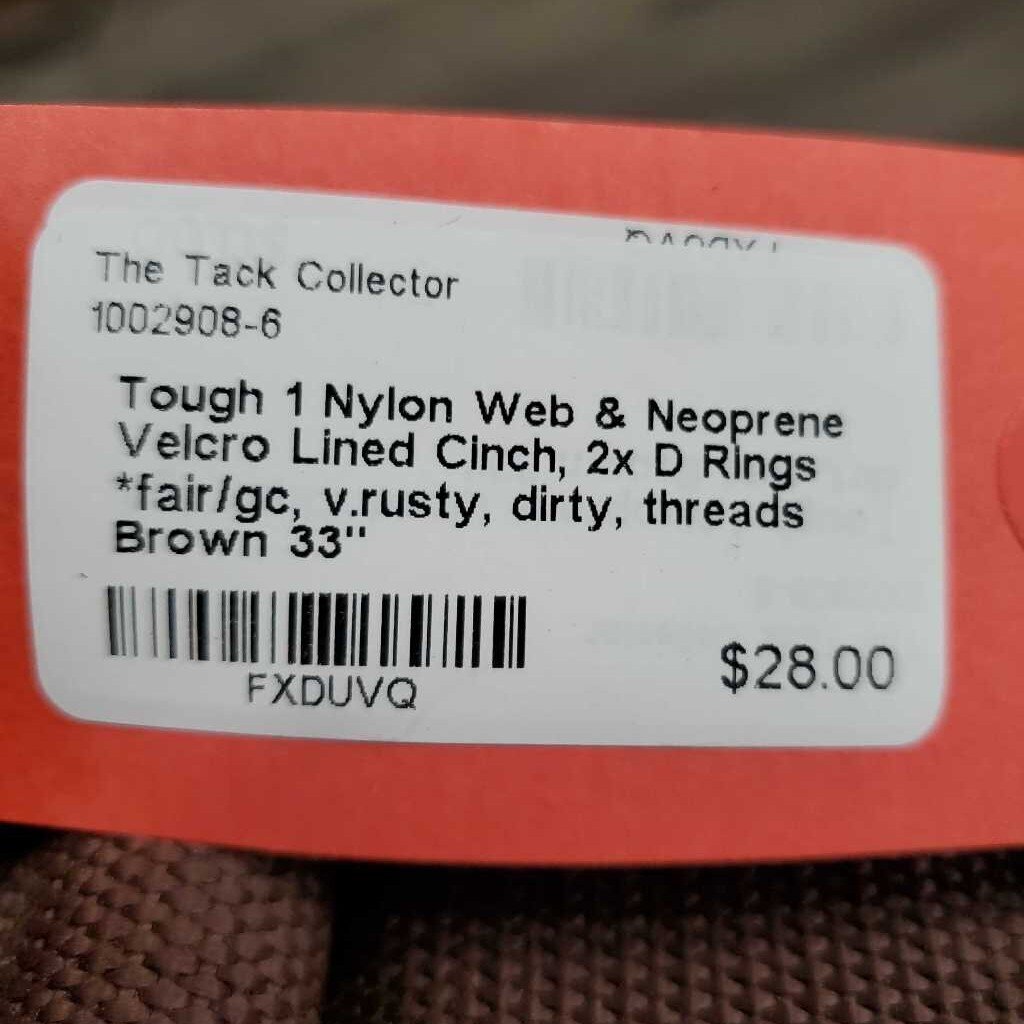 The Tack Collector
1002908-6
Tough 1 Nylon Web & Neoprene
Velcro Lined Cinch, 2x D Rings
*fair/gc, v.rusty, dirty, threads
Brown 33"
FXDUVQ
$28.00